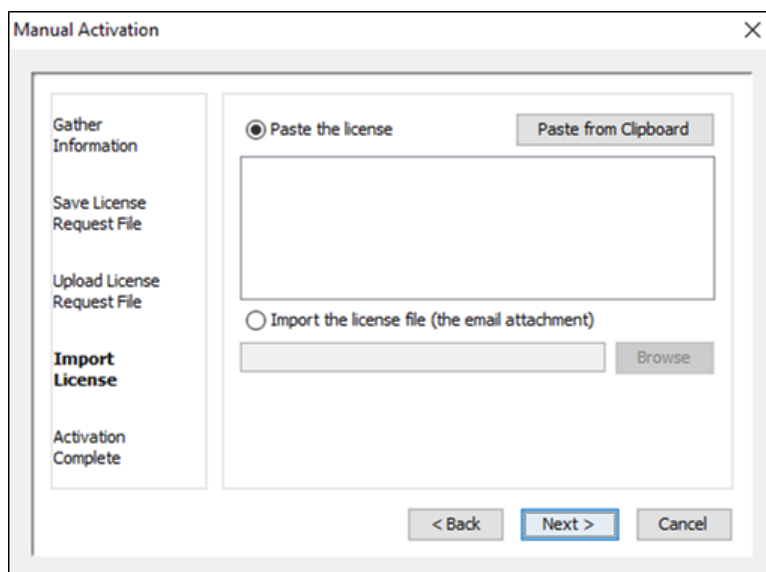 Manual Activation
Gather
Information
Save License
Request File
Upload License
Request File
Import
License
Activation
Complete
Paste the license
Paste from Clipboard
Import the license file (the email attachment)
Browse
< Back
Next >
Cancel